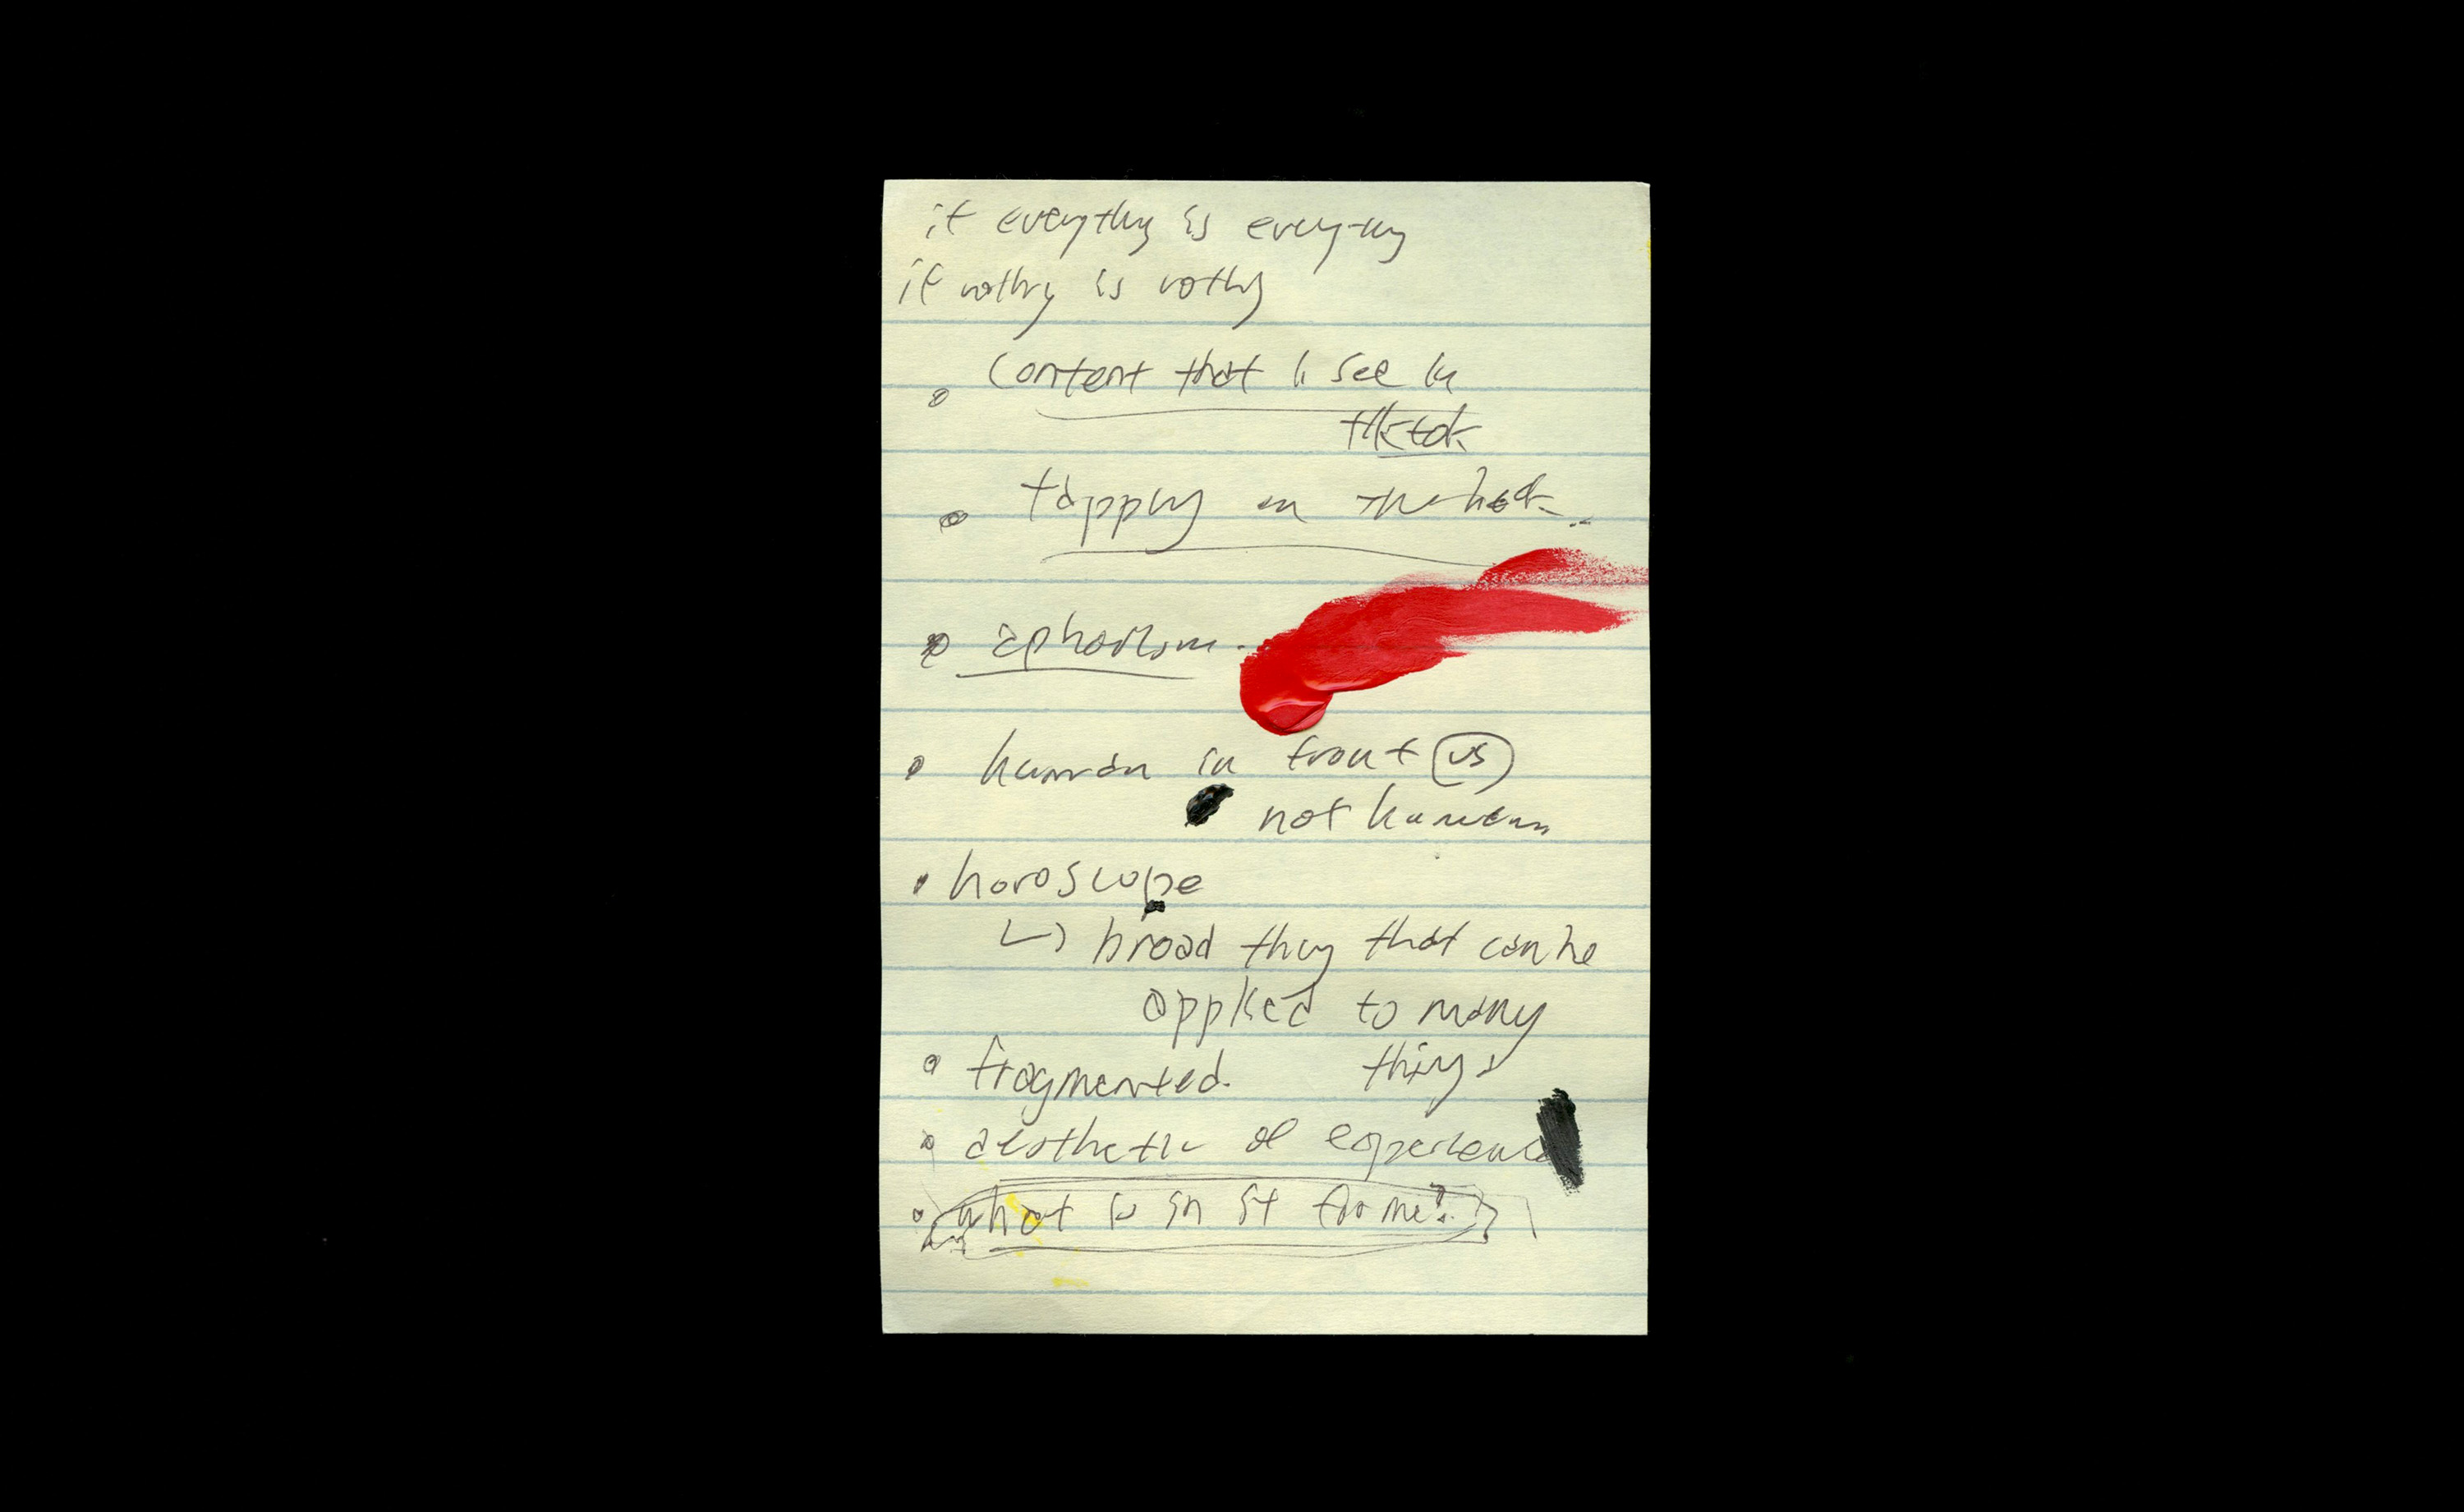 if everything is everything
if nothing is nothing
Content that I see in
tiktok
tapping on the
aphorism.
human in front vs
not human
horoscope
↳ broad thing that can be
applied to many
things
fragmented.
aesthetic of experience
what is in it for me?